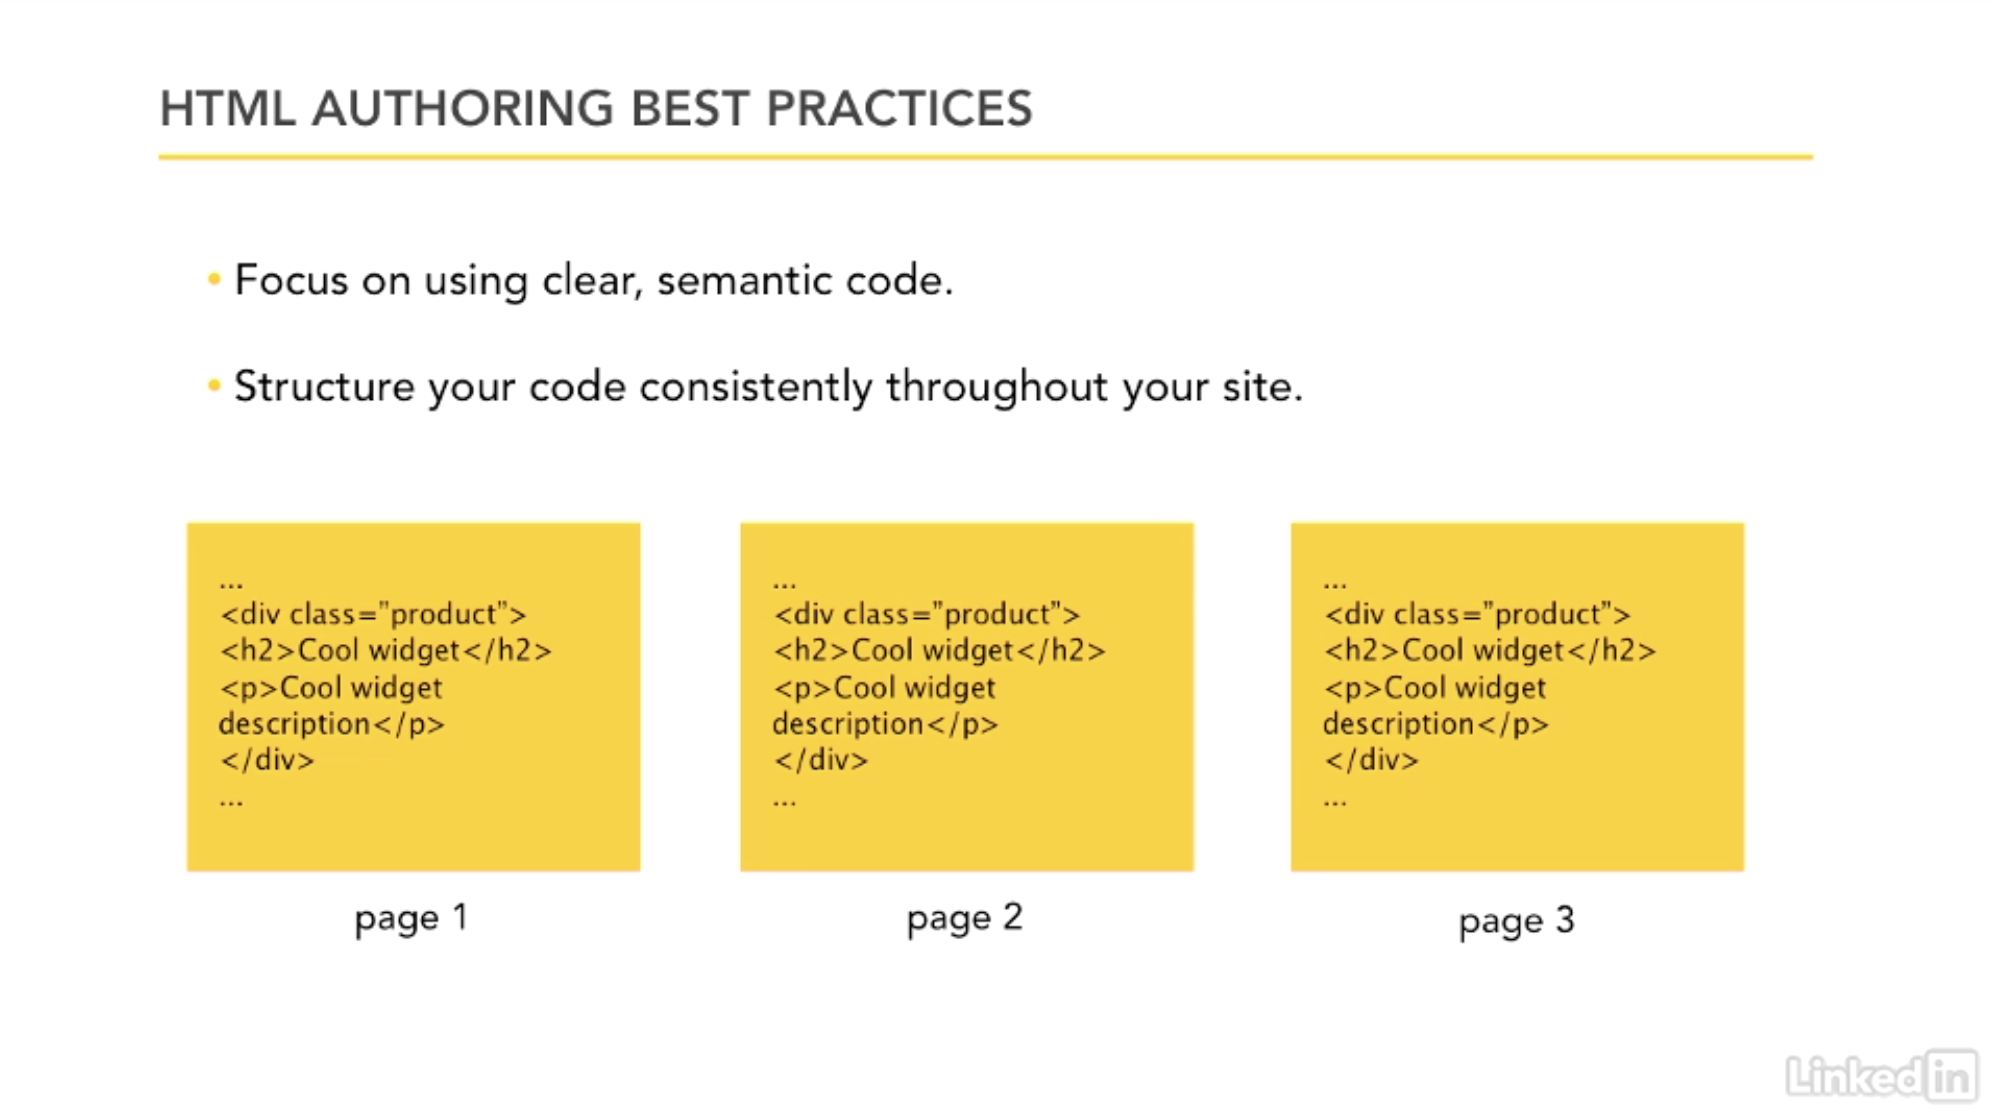 HTML AUTHORING BEST PRACTICES
• Focus on using clear, semantic code.
• Structure your code consistently throughout your site.
...
<div class=”product”>
<h2>Cool widget</h2>
<p>Cool widget
description</p>
</div>
...
page 1
...
<div class=”product”>
<h2>Cool widget</h2>
<p>Cool widget
description</p>
</div>
...
page 2
...
<div class=”product”>
<h2>Cool widget</h2>
<p>Cool widget
description</p>
</div>
...
page 3
LinkedIn